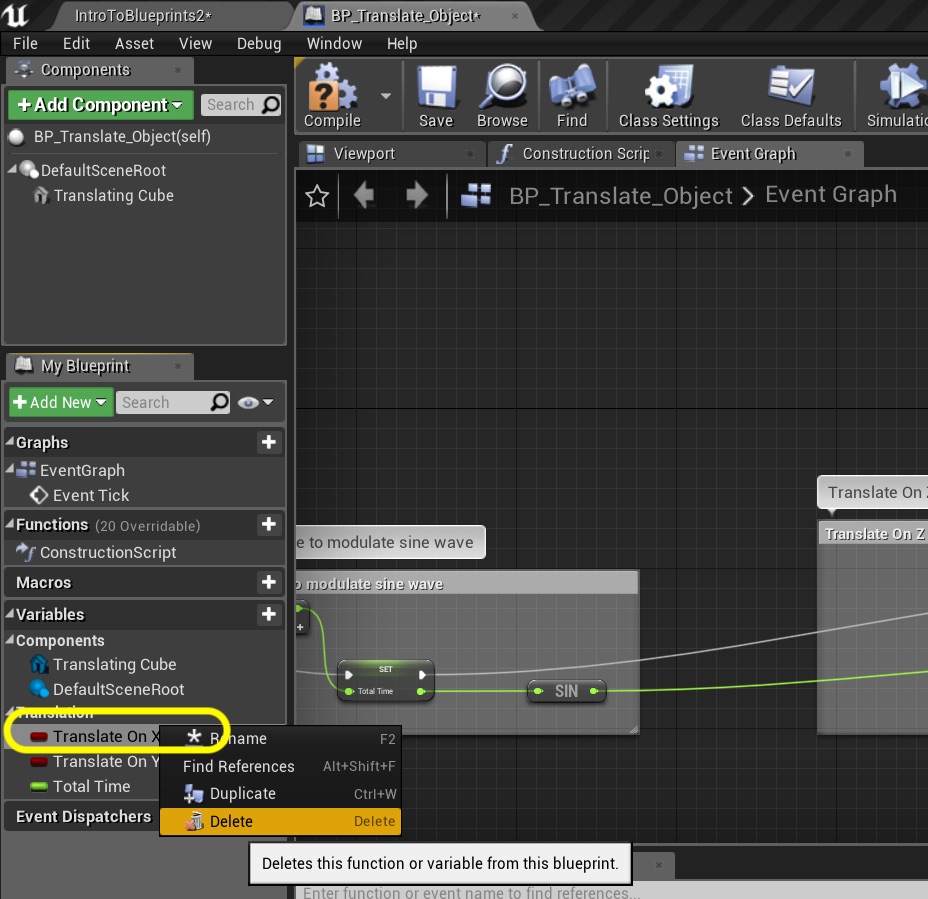 IntroToBlueprints2*
BP_Translate_Object*
File Edit Asset View Debug Window Help
Components
+Add Component
Search
BP_Translate_Object(self)
DefaultSceneRoot
Translating Cube
Compile
Save
Browse
Find
Class Settings
Class Defaults
Simulatio
Viewport
Construction Scrip
Event Graph
BP_Translate_Object > Event Graph
My Blueprint
+Add New
Search
Graphs
EventGraph
Event Tick
Functions (20 Overridable)
ConstructionScript
Macros
Variables
Components
Translating Cube
DefaultSceneRoot
Translation
Translate On X
Translate On Y
Total Time
Event Dispatchers
Rename F2
Find References Alt+Shift+F
Duplicate Ctrl+W
Delete Delete
Deletes this function or variable from this blueprint.
e to modulate sine wave
o modulate sine wave
SET
Total Time
SIN
Translate On Z
Translate On Z
Enter function or event name to find references...